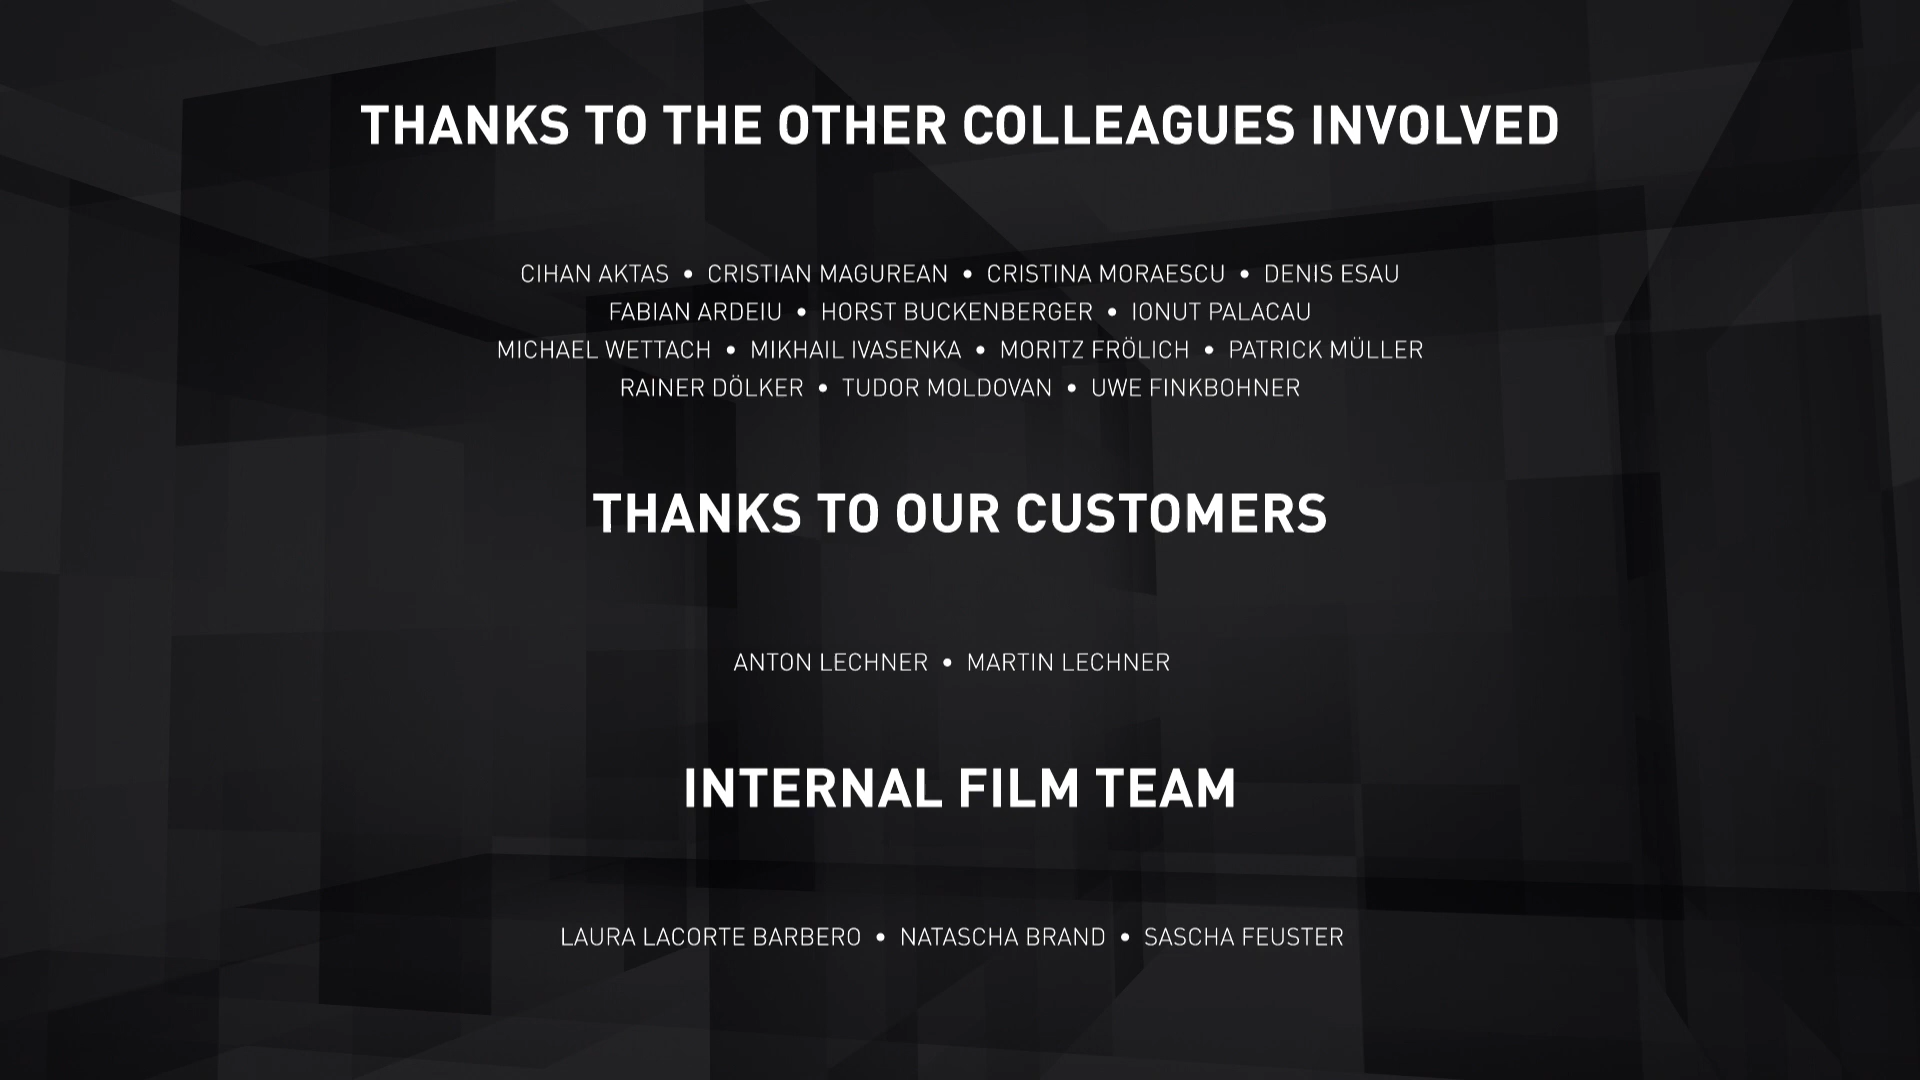 THANKS TO THE OTHER COLLEAGUES INVOLVED
CIHAN AKTAS • CRISTIAN MAGUREAN • CRISTINA MORAESCU • DENIS ESAU
FABIAN ARDEIU • HORST BUCKENBERGER • IONUT PALACAU
MICHAEL WETTACH • MIKHAIL IVASENKA • MORITZ FRÖLICH • PATRICK MÜLLER
RAINER DÖLKER • TUDOR MOLDOVAN • UWE FINKBOHNER
THANKS TO OUR CUSTOMERS
ANTON LECHNER • MARTIN LECHNER
INTERNAL FILM TEAM
LAURA LACORTE BARBERO • NATASCHA BRAND • SASCHA FEUSTER